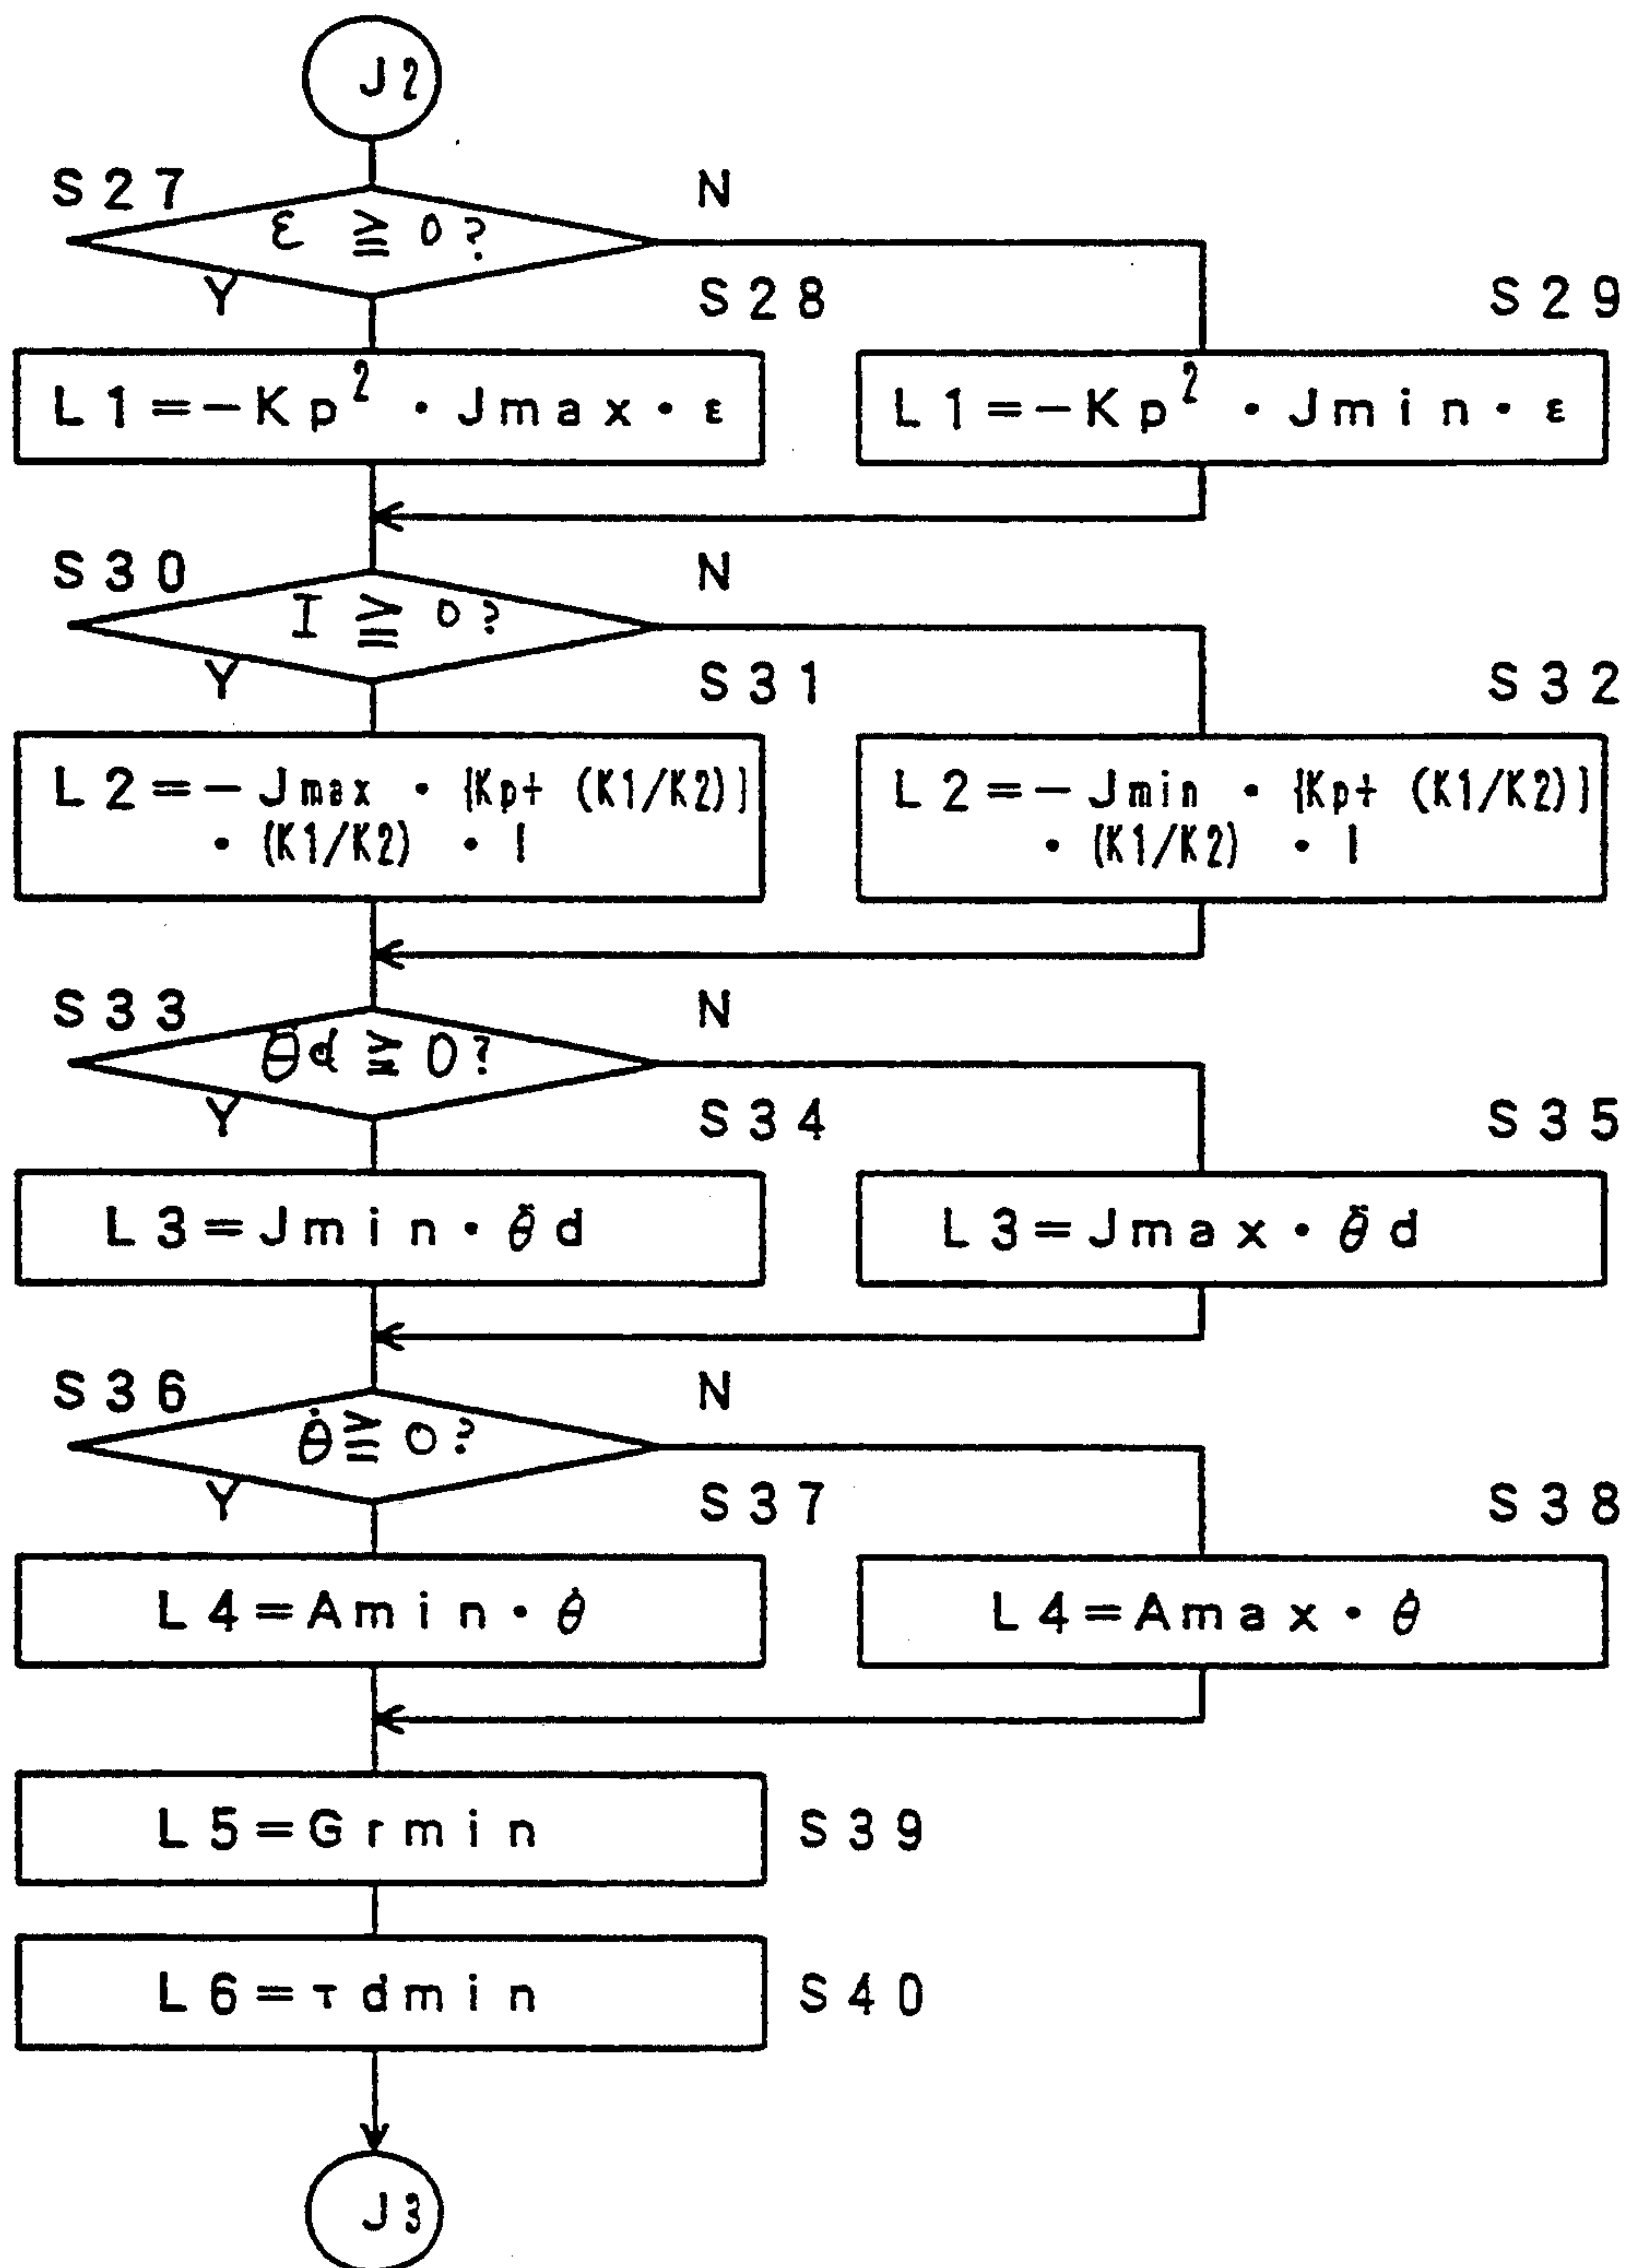 J2
S27
N
ε ≧ 0?
Y
S28
S29
L1=-Kp² · Jmax · ε
L1=-Kp² · Jmin · ε
S30
N
I ≧ 0?
Y
S31
S32
L2=-Jmax · {Kp+ (K1/K2)}
· (K1/K2) · I
L2=-Jmin · {Kp+ (K1/K2)}
· (K1/K2) · I
S33
N
θ̈d ≧ 0?
Y
S34
S35
L3=Jmin · θ̈d
L3=Jmax · θ̈d
S36
N
θ̇ ≧ 0?
Y
S37
S38
L4=Amin · θ̇
L4=Amax · θ̇
L5=Grmin
S39
L6=τdmin
S40
J3